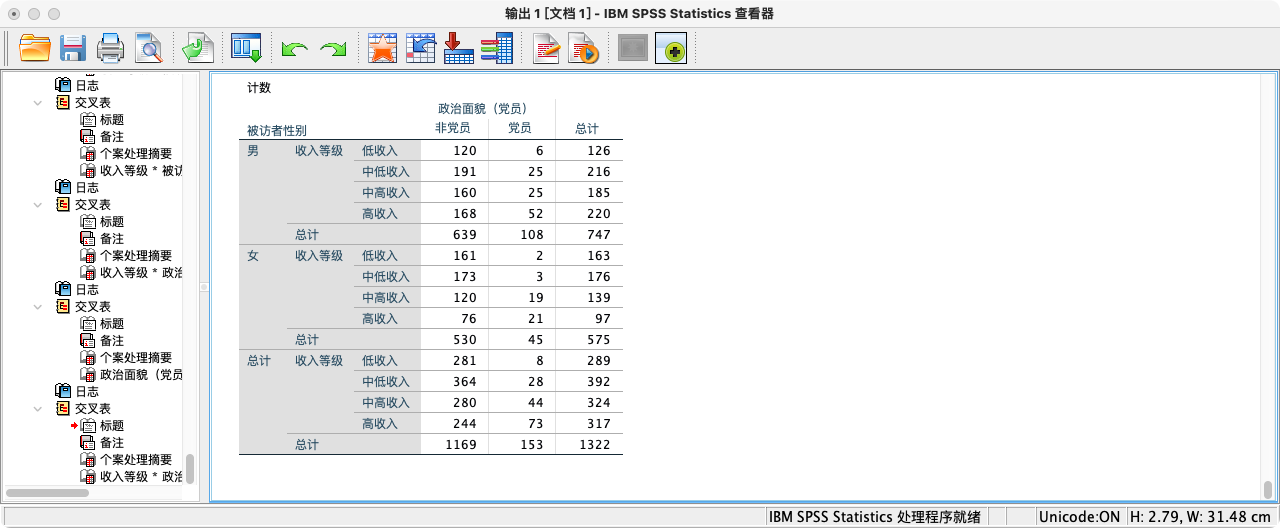 输出 1 [文档 1] - IBM SPSS Statistics 查看器
日志
交叉表
标题
备注
个案处理摘要
收入等级 * 被访
日志
交叉表
标题
备注
个案处理摘要
收入等级 * 政治
日志
交叉表
标题
备注
个案处理摘要
政治面貌（党员
日志
交叉表
标题
备注
个案处理摘要
收入等级 * 政治
计数
政治面貌（党员）
被访者性别 非党员 党员 总计
男 收入等级 低收入 120 6 126
中低收入 191 25 216
中高收入 160 25 185
高收入 168 52 220
总计 639 108 747
女 收入等级 低收入 161 2 163
中低收入 173 3 176
中高收入 120 19 139
高收入 76 21 97
总计 530 45 575
总计 收入等级 低收入 281 8 289
中低收入 364 28 392
中高收入 280 44 324
高收入 244 73 317
总计 1169 153 1322
IBM SPSS Statistics 处理程序就绪 Unicode:ON H: 2.79, W: 31.48 cm